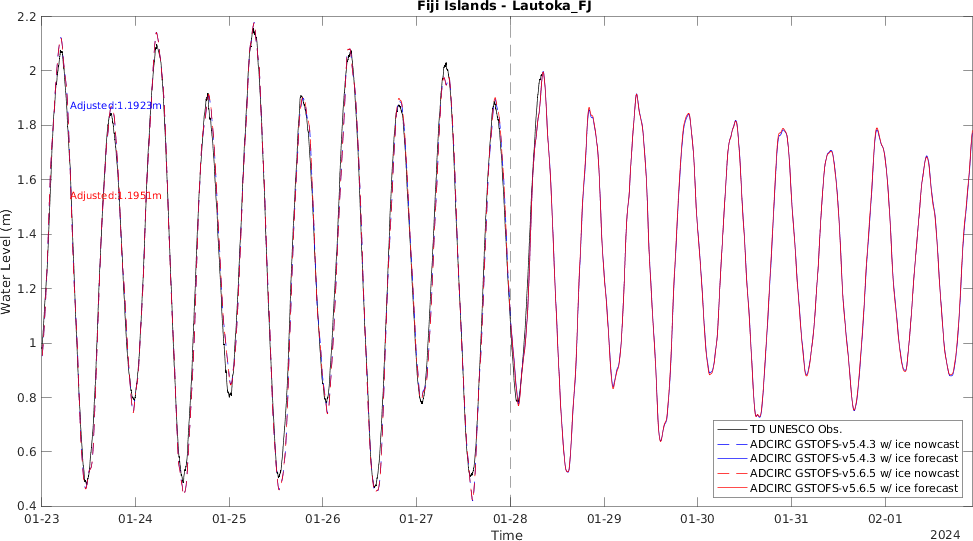 Fiji Islands - Lautoka_FJ
Water Level (m)
2.2
2
1.8
1.6
1.4
1.2
1
0.8
0.6
0.4
Adjusted:1.1923m
Adjusted:1.1951m
TD UNESCO Obs.
ADCIRC GSTOFS-v5.4.3 w/ ice nowcast
ADCIRC GSTOFS-v5.4.3 w/ ice forecast
ADCIRC GSTOFS-v5.6.5 w/ ice nowcast
ADCIRC GSTOFS-v5.6.5 w/ ice forecast
01-23 01-24 01-25 01-26 01-27 01-28 01-29 01-30 01-31 02-01
Time
2024